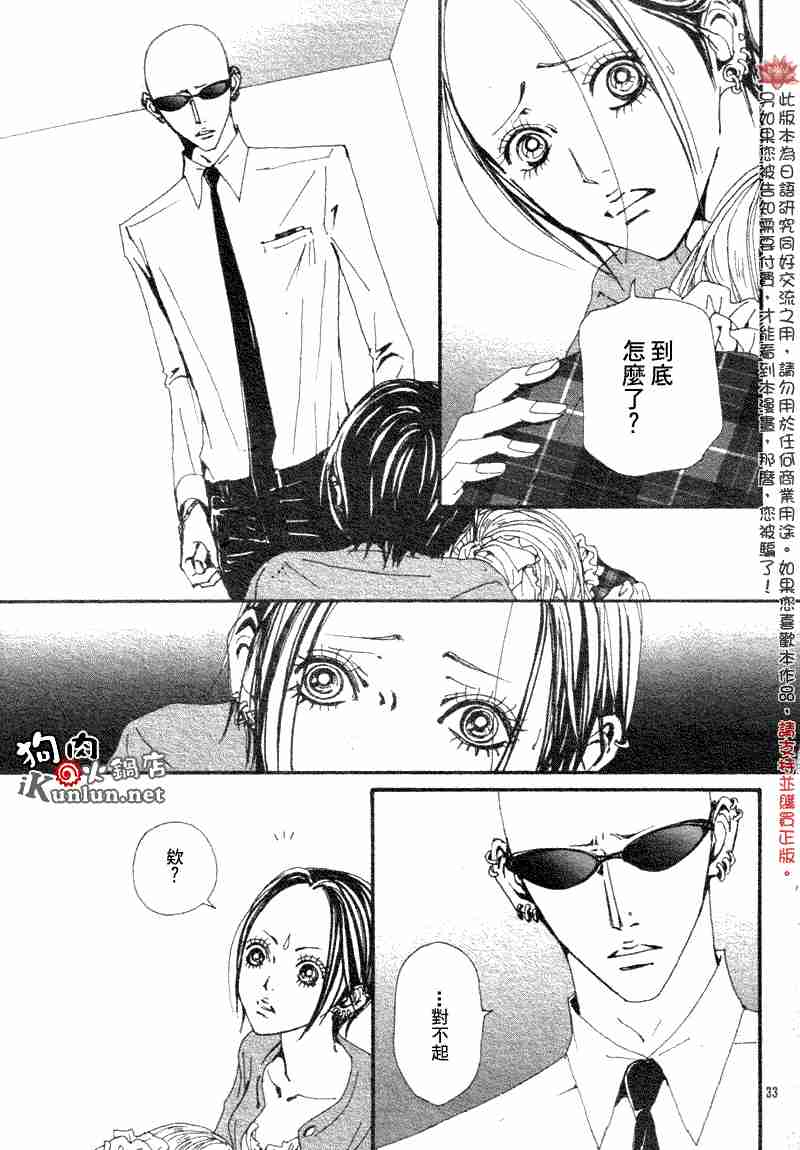 到底
怎麼了?
欸?
…對不起
33
狗肉火鍋店
iKunlun.net
此版本為日語研究同好交流之用，請勿用於任何商業用途。如果您喜歡本作品，請支持並購買正版。
如果您被告知需要付費，才能看到本漫畫，那麼，您被騙了!